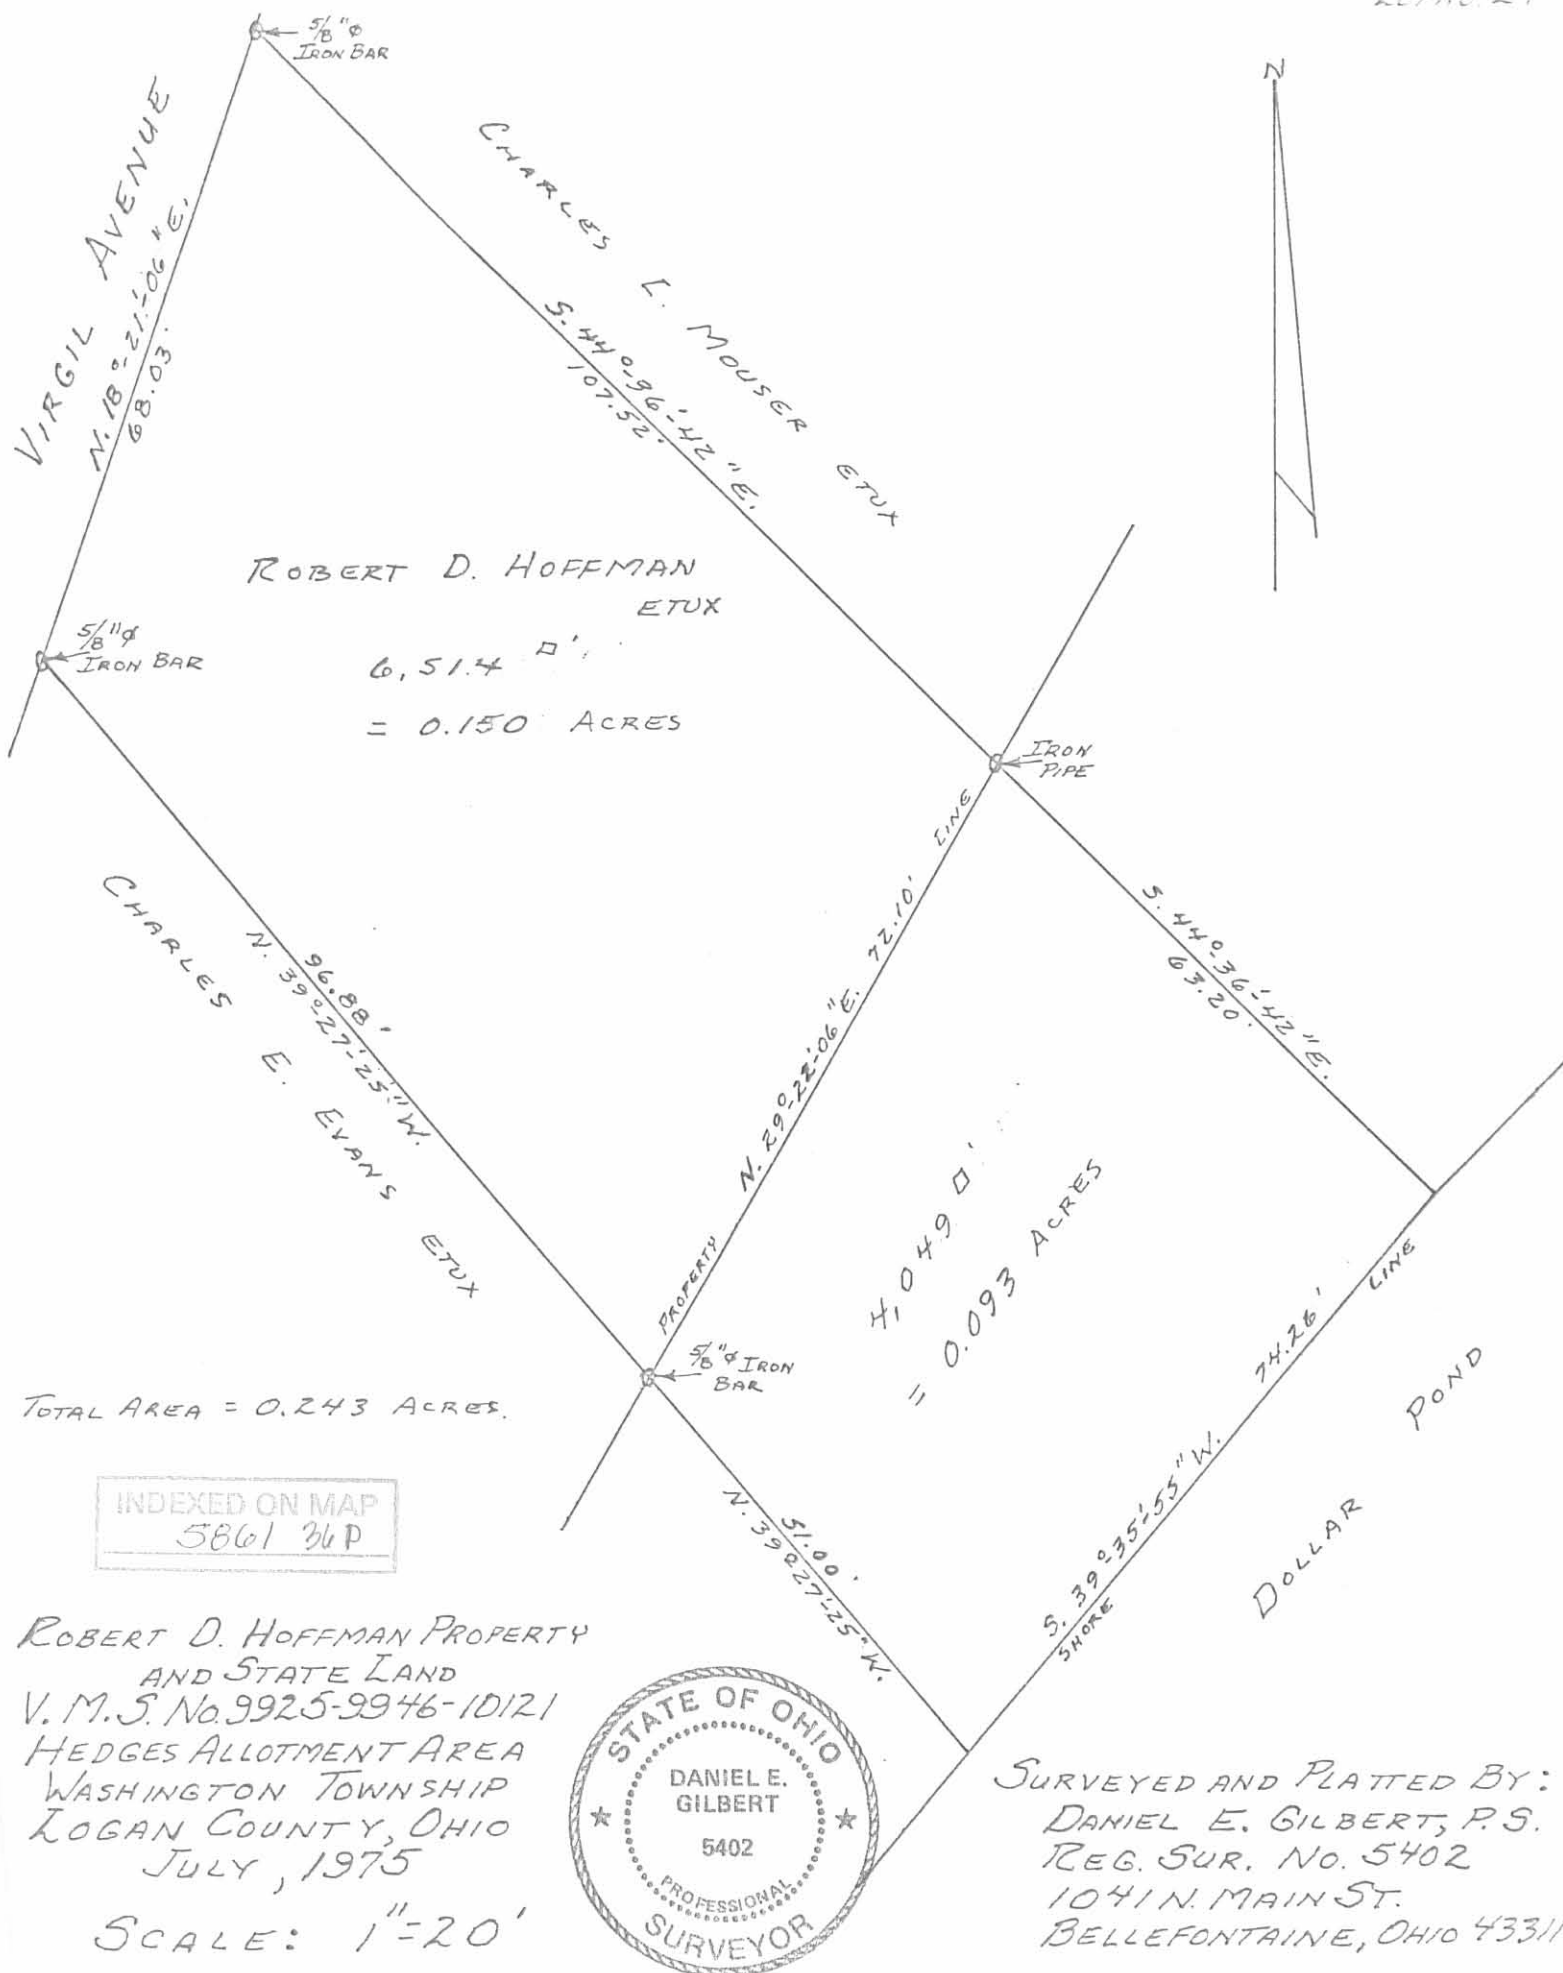 5/8"φ
IRON BAR
VIRGIL AVENUE
N. 18°-21'-06"E.
68.03'
CHARLES L. MOUSER ETUX
S. 44°-36'-42"E.
107.52'
N
ROBERT D. HOFFMAN
ETUX
6,51.4 □'
= 0.150 ACRES
5/8"φ
IRON BAR
IRON
PIPE
CHARLES E. EVANS ETUX
96.88'
N. 39°-27'-25"W.
PROPERTY N. 29°-22'-06"E. 72.10' LINE
S. 44°-36'-42"E.
63.20'
4,049 □'
= 0.093 ACRES
5/8"φ IRON
BAR
TOTAL AREA = 0.243 ACRES.
S. 39°-35'-55"W. 74.26'
SHORE LINE
DOLLAR POND
51.00'
N. 39°27'-25"W.
INDEXED ON MAP
5861 36P
ROBERT D. HOFFMAN PROPERTY
AND STATE LAND
V. M. S. No. 9925-9946-10121
HEDGES ALLOTMENT AREA
WASHINGTON TOWNSHIP
LOGAN COUNTY, OHIO
JULY, 1975
SCALE: 1"=20'
STATE OF OHIO
DANIEL E.
GILBERT
5402
PROFESSIONAL
SURVEYOR
SURVEYED AND PLATTED BY:
DANIEL E. GILBERT, P.S.
REG. SUR. NO. 5402
1041 N. MAIN ST.
BELLEFONTAINE, OHIO 43311